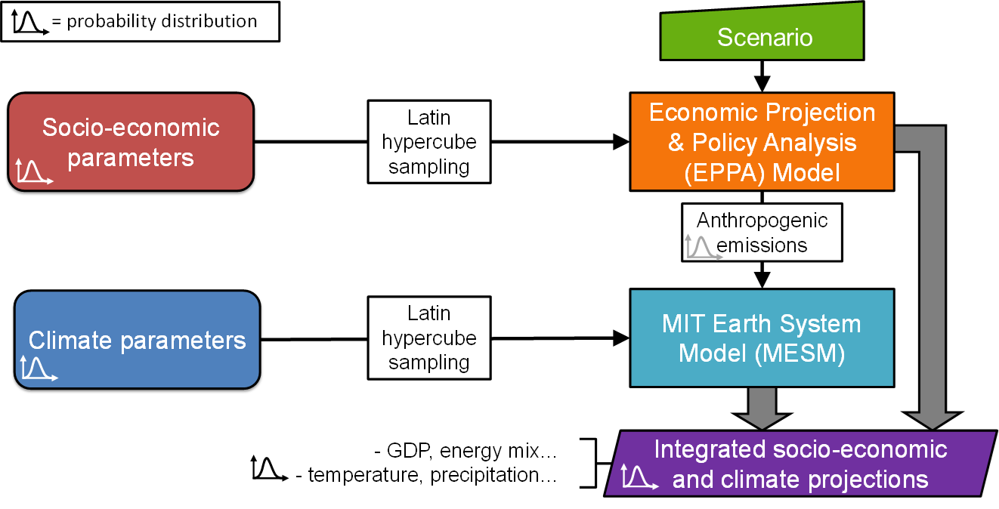 = probability distribution
Scenario
Socio-economic
parameters
Latin
hypercube
sampling
Economic Projection
& Policy Analysis
(EPPA) Model
Anthropogenic
emissions
Climate parameters
Latin
hypercube
sampling
MIT Earth System
Model (MESM)
- GDP, energy mix...
- temperature, precipitation...
Integrated socio-economic
and climate projections